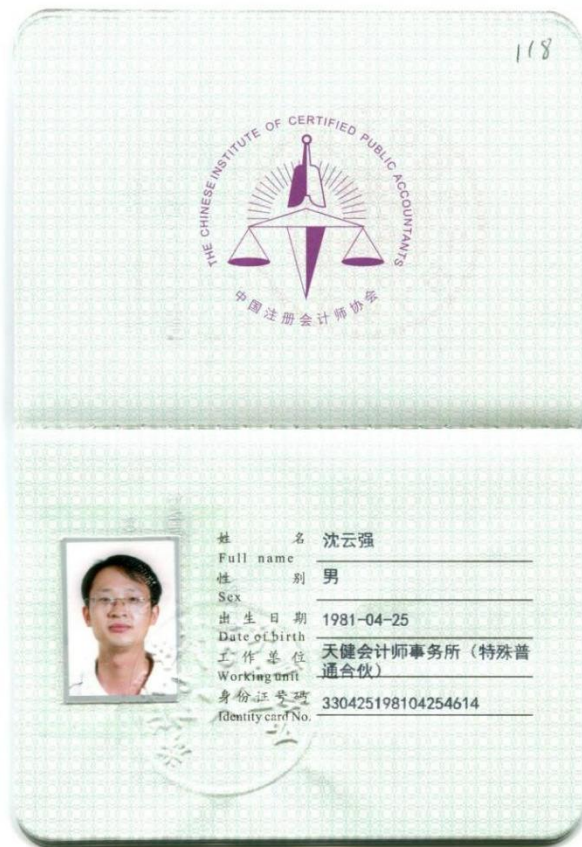 118
THE CHINESE INSTITUTE OF CERTIFIED PUBLIC ACCOUNTANTS
中国注册会计师协会
姓 名 沈云强
Full name
性 别 男
Sex
出生日期 1981-04-25
Date of birth
工作单位 天健会计师事务所（特殊普
Working unit 通合伙）
身份证号码 330425198104254614
Identity card No.